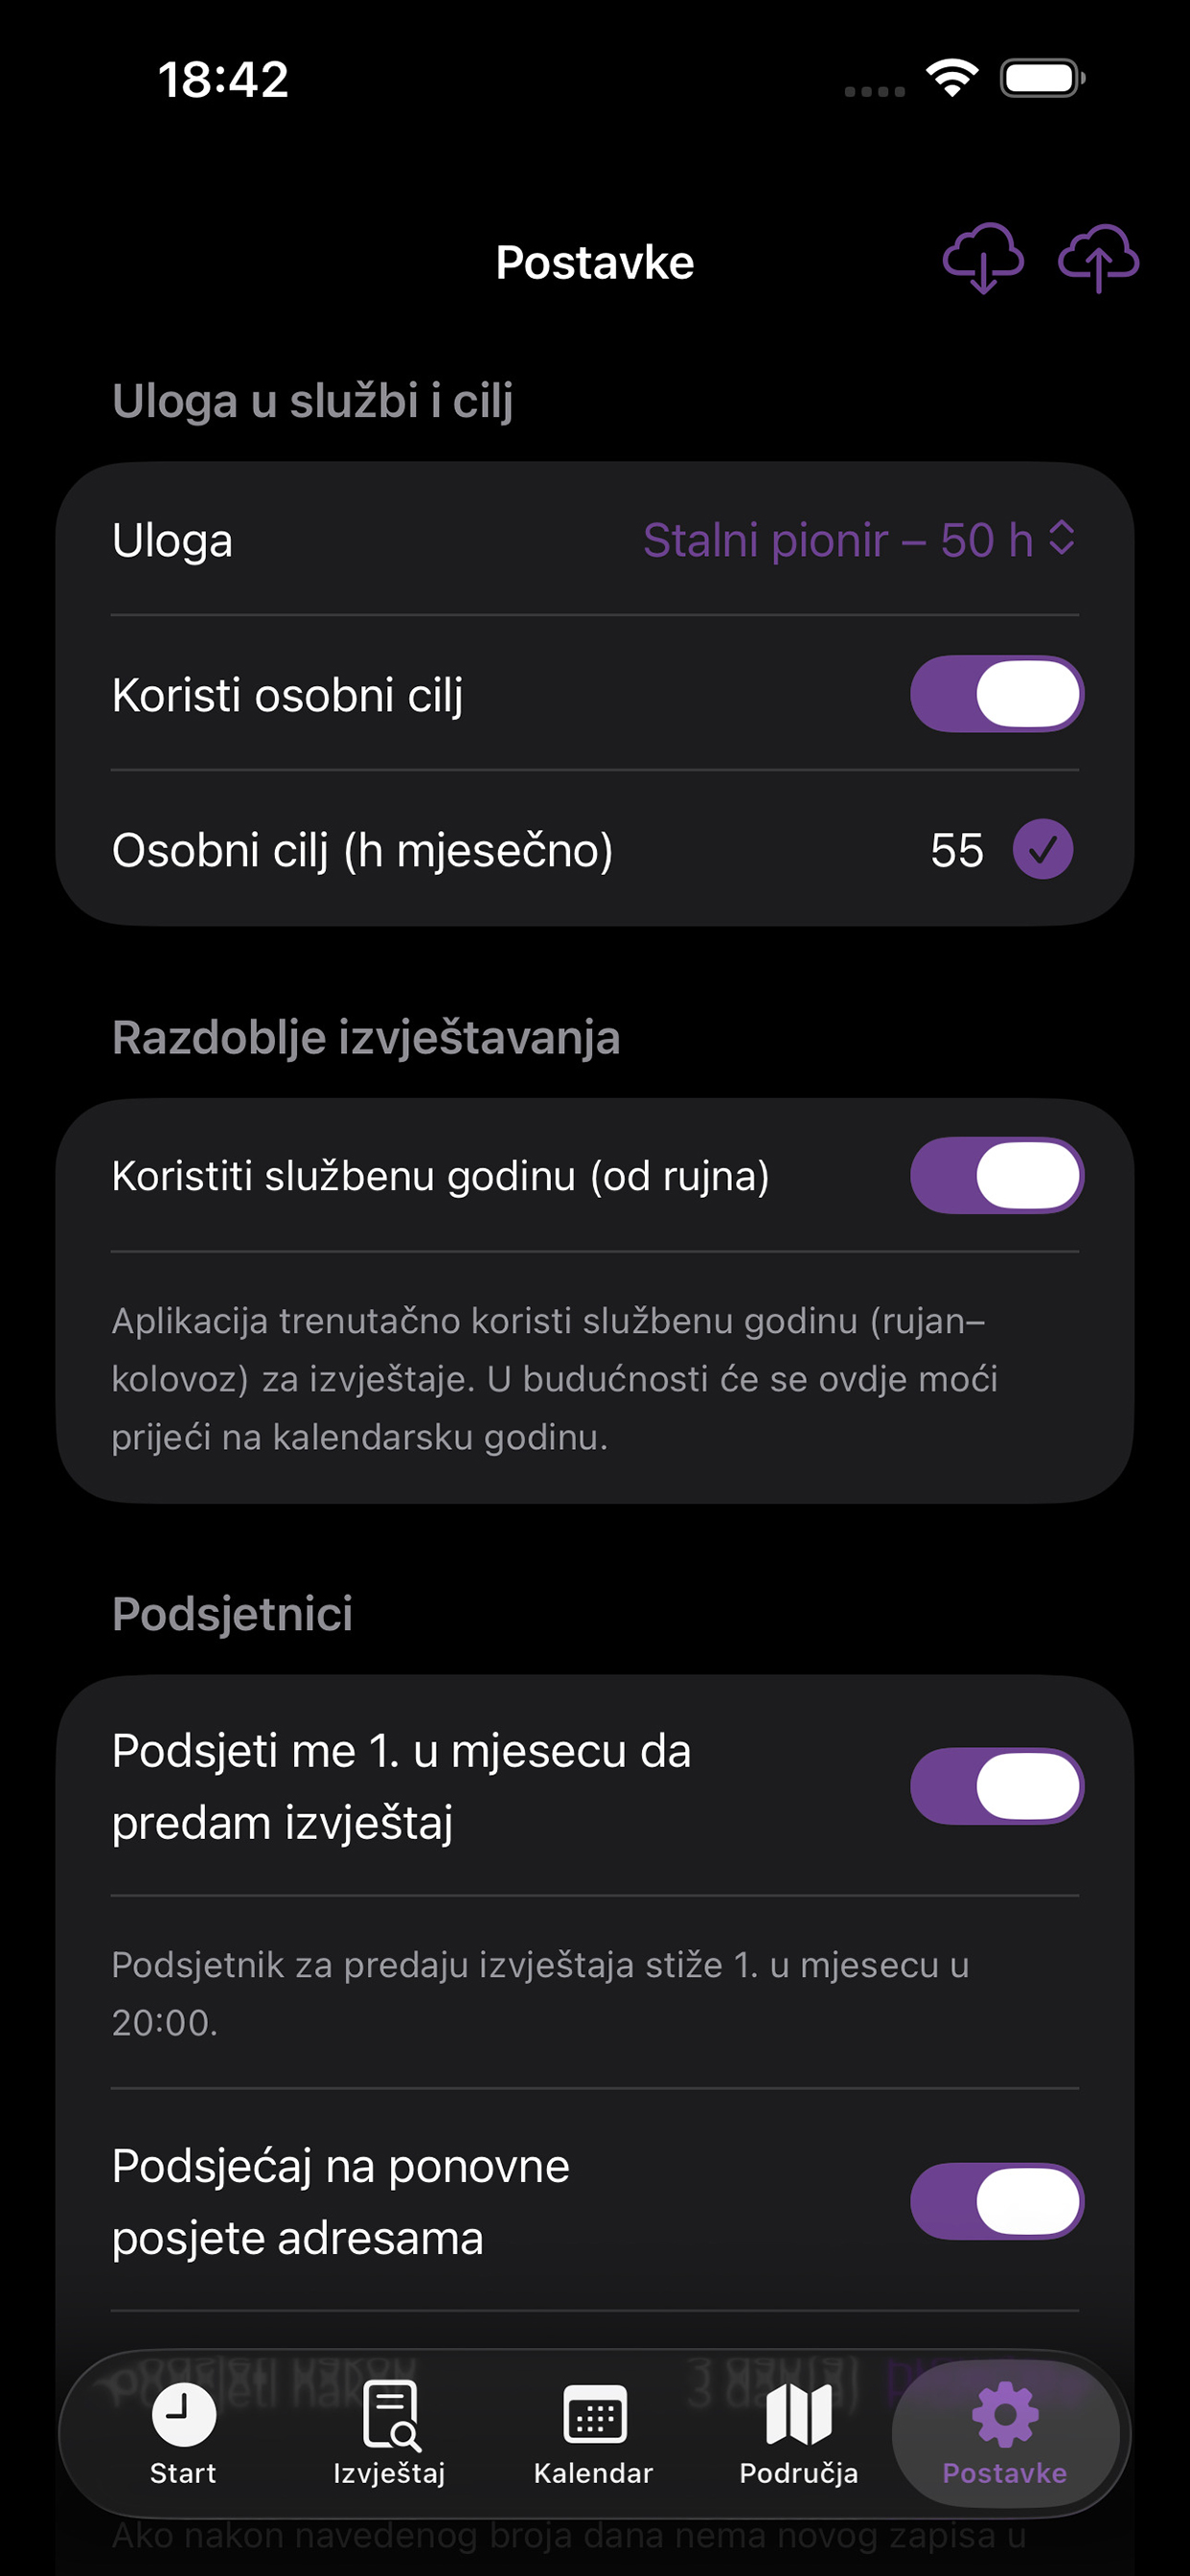 18:42
Postavke
Uloga u službi i cilj
Uloga
Stalni pionir – 50 h
Koristi osobni cilj
Osobni cilj (h mjesečno)
55
Razdoblje izvještavanja
Koristiti službenu godinu (od rujna)
Aplikacija trenutačno koristi službenu godinu (rujan–
kolovoz) za izvještaje. U budućnosti će se ovdje moći
prijeći na kalendarsku godinu.
Podsjetnici
Podsjeti me 1. u mjesecu da
predam izvještaj
Podsjetnik za predaju izvještaja stiže 1. u mjesecu u
20:00.
Podsjećaj na ponovne
posjete adresama
Start
Izvještaj
Kalendar
Područja
Postavke
Ako nakon navedenog broja dana nema novog zapisa u